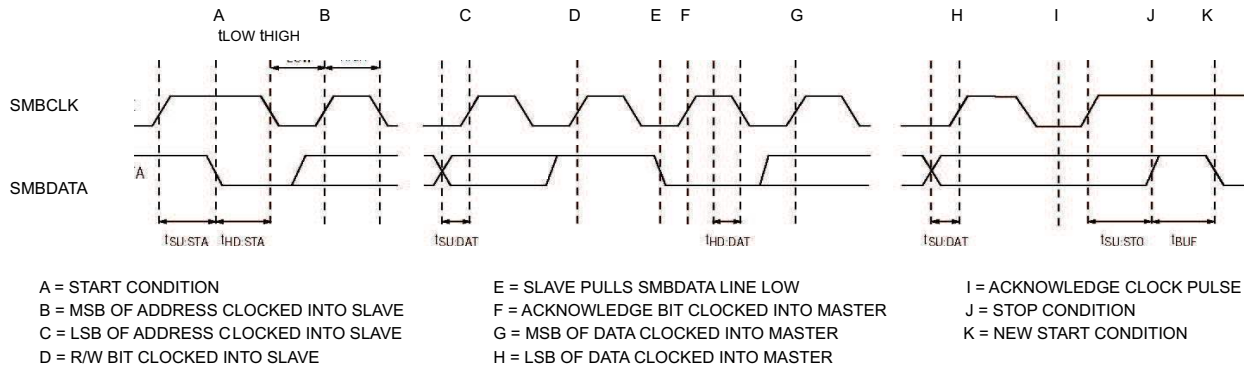 A B C D E F G H I J K
tLOW tHIGH
SMBCLK
A
SMBDATA
tSU:STA tHD:STA tSU:DAT tHD:DAT tSU:DAT tSU:STO tBUF
A = START CONDITION
B = MSB OF ADDRESS CLOCKED INTO SLAVE
C = LSB OF ADDRESS CLOCKED INTO SLAVE
D = R/W BIT CLOCKED INTO SLAVE
E = SLAVE PULLS SMBDATA LINE LOW
F = ACKNOWLEDGE BIT CLOCKED INTO MASTER
G = MSB OF DATA CLOCKED INTO MASTER
H = LSB OF DATA CLOCKED INTO MASTER
I = ACKNOWLEDGE CLOCK PULSE
J = STOP CONDITION
K = NEW START CONDITION